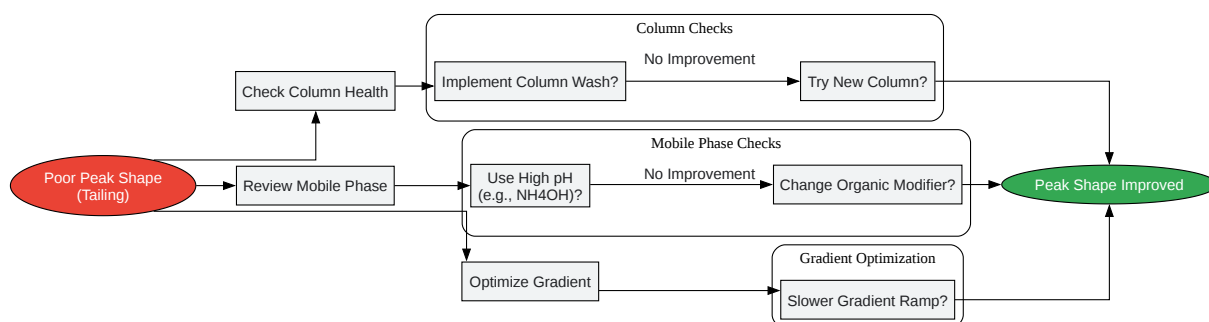 Column Checks
Implement Column Wash?
No Improvement
Try New Column?
Check Column Health
Mobile Phase Checks
Poor Peak Shape
(Tailing)
Review Mobile Phase
Use High pH
(e.g., NH4OH)?
No Improvement
Change Organic Modifier?
Peak Shape Improved
Optimize Gradient
Gradient Optimization
Slower Gradient Ramp?